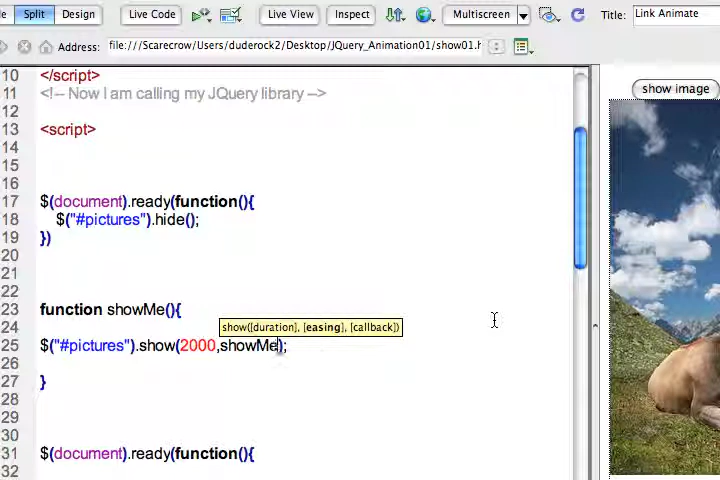 Split Design Live Code Live View Inspect Multiscreen Title: Link Animate
Address: file:///Scarecrow/Users/duderock2/Desktop/JQuery_Animation01/show01.h
show image
10 </script>
11 <!-- Now I am calling my JQuery library -->
12
13 <script>
14
15
16
17 $(document).ready(function(){
18 $("#pictures").hide();
19 })
20
21
22
23 function showMe(){
24 show([duration], [easing], [callback])
25 $("#pictures").show(2000,showMe);
26
27 }
28
29
30
31 $(document).ready(function(){
32